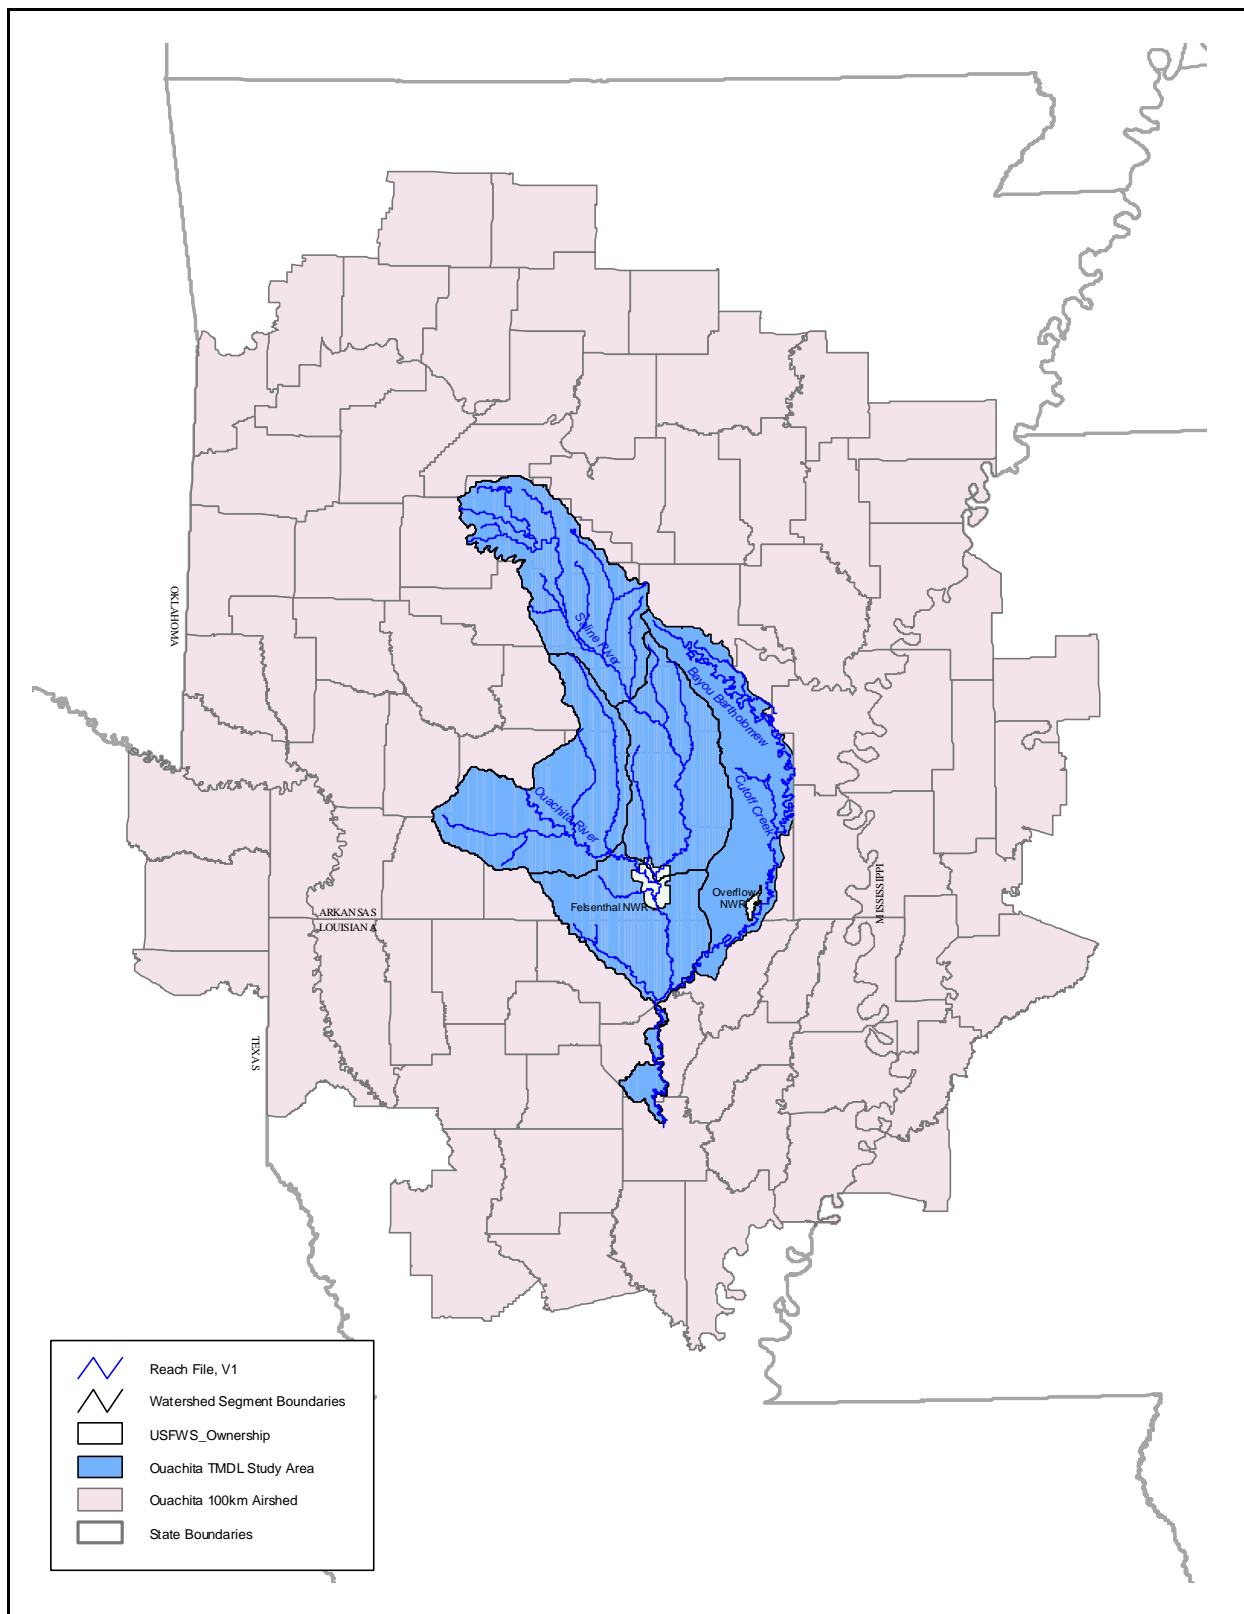 OKLAHOMA
Saline River
Bayou Bartholomew
Cutoff Creek
Ouachita River
Felsenthal NWR
Overflow
NWR
MISSISSIPPI
ARKANSAS
LOUISIANA
TEXAS
Reach File, V1
Watershed Segment Boundaries
USFWS_Ownership
Ouachita TMDL Study Area
Ouachita 100km Airshed
State Boundaries